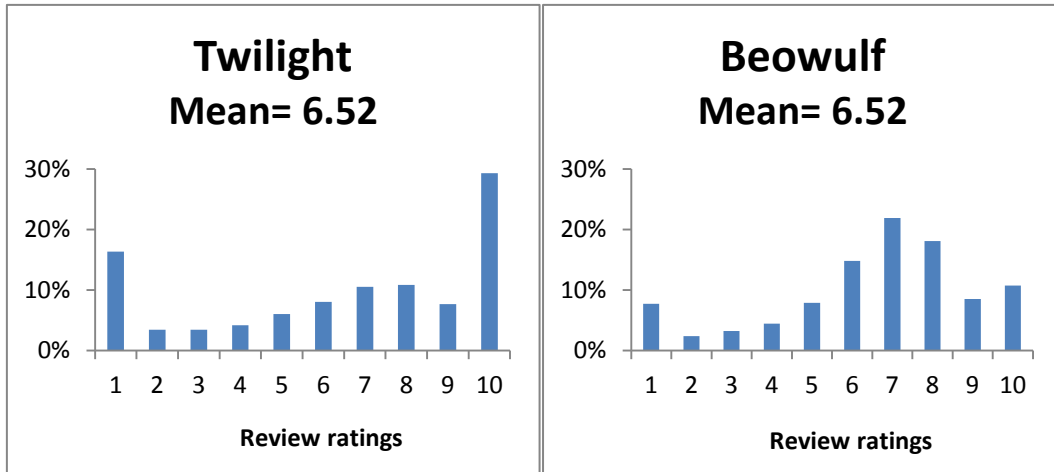 Twilight
Mean= 6.52
30%
20%
10%
0%
1 2 3 4 5 6 7 8 9 10
Review ratings
Beowulf
Mean= 6.52
30%
20%
10%
0%
1 2 3 4 5 6 7 8 9 10
Review ratings